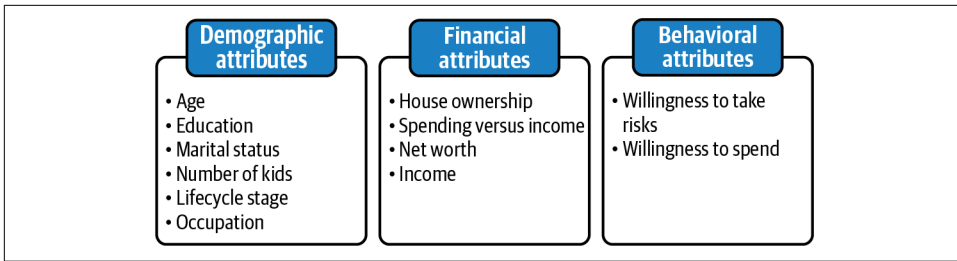 Demographic
attributes
• Age
• Education
• Marital status
• Number of kids
• Lifecycle stage
• Occupation
Financial
attributes
• House ownership
• Spending versus income
• Net worth
• Income
Behavioral
attributes
• Willingness to take
risks
• Willingness to spend